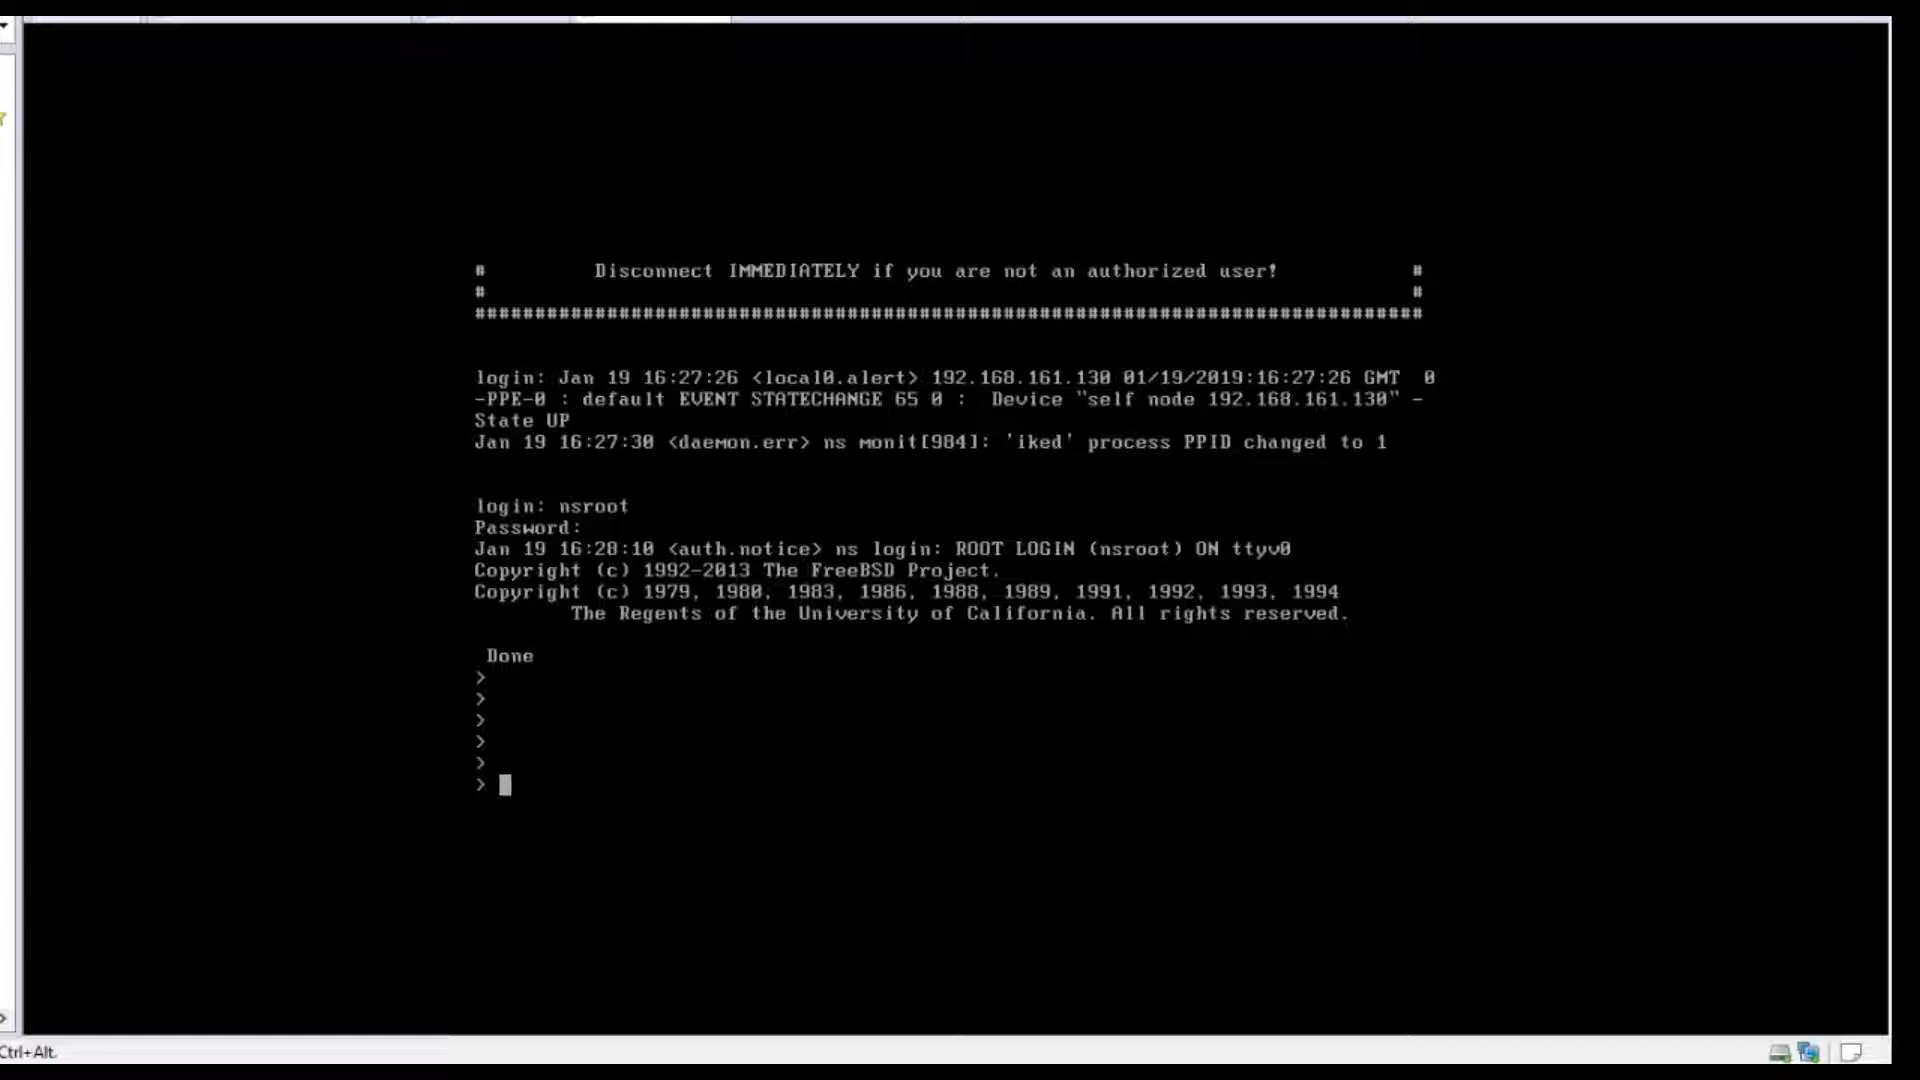 # Disconnect IMMEDIATELY if you are not an authorized user! #
# #
###############################################################################
login: Jan 19 16:27:26 <local0.alert> 192.168.161.130 01/19/2019:16:27:26 GMT 0
-PPE-0 : default EVENT STATECHANGE 65 0 : Device "self node 192.168.161.130" -
State UP
Jan 19 16:27:30 <daemon.err> ns monit[984]: 'iked' process PPID changed to 1
login: nsroot
Password:
Jan 19 16:28:10 <auth.notice> ns login: ROOT LOGIN (nsroot) ON ttyv0
Copyright (c) 1992-2013 The FreeBSD Project.
Copyright (c) 1979, 1980, 1983, 1986, 1988, 1989, 1991, 1992, 1993, 1994
The Regents of the University of California. All rights reserved.
Done
>
>
>
>
>
>
Ctrl+Alt.